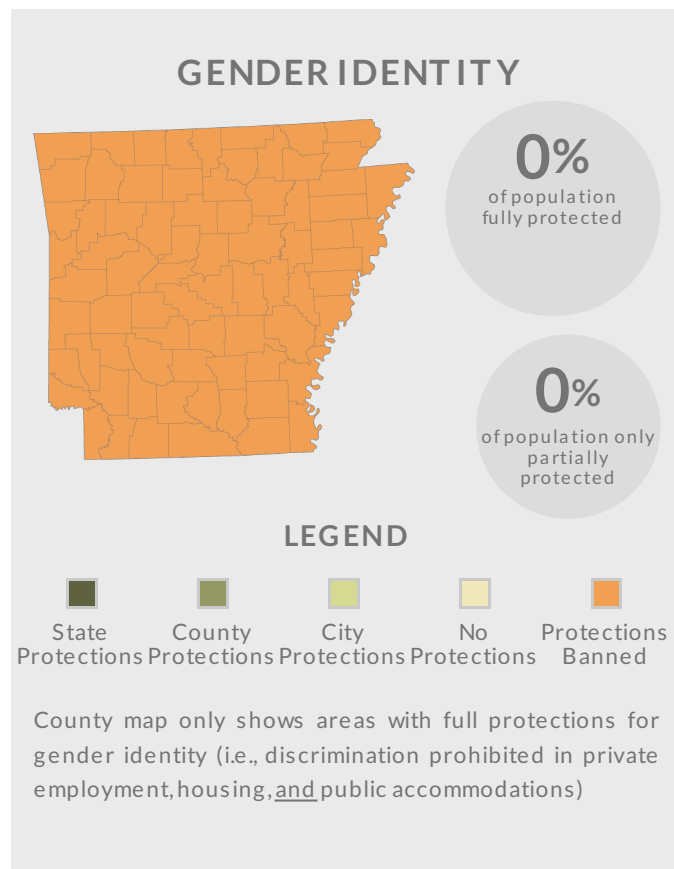 GENDER IDENTITY
0%
of population
fully protected
0%
of population only
partially
protected
LEGEND
State
Protections
County
Protections
City
Protections
No
Protections
Protections
Banned
County map only shows areas with full protections for
gender identity (i.e., discrimination prohibited in private
employment, housing, and public accommodations)